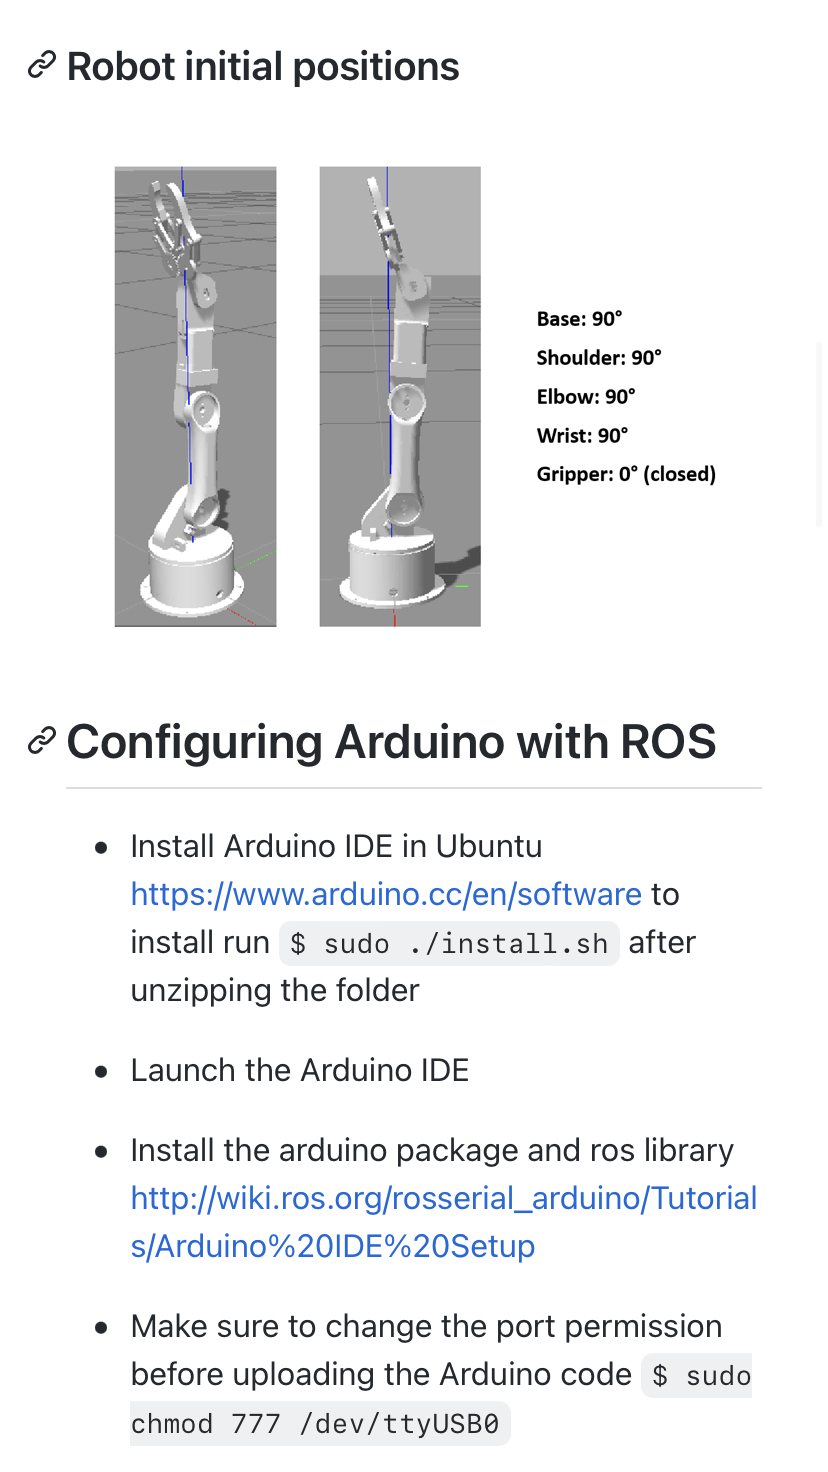 Robot initial positions
Base: 90°
Shoulder: 90°
Elbow: 90°
Wrist: 90°
Gripper: 0° (closed)
Configuring Arduino with ROS
Install Arduino IDE in Ubuntu
https://www.arduino.cc/en/software to
install run $ sudo ./install.sh after
unzipping the folder
Launch the Arduino IDE
Install the arduino package and ros library
http://wiki.ros.org/rosserial_arduino/Tutorial
s/Arduino%20IDE%20Setup
Make sure to change the port permission
before uploading the Arduino code $ sudo
chmod 777 /dev/ttyUSB0